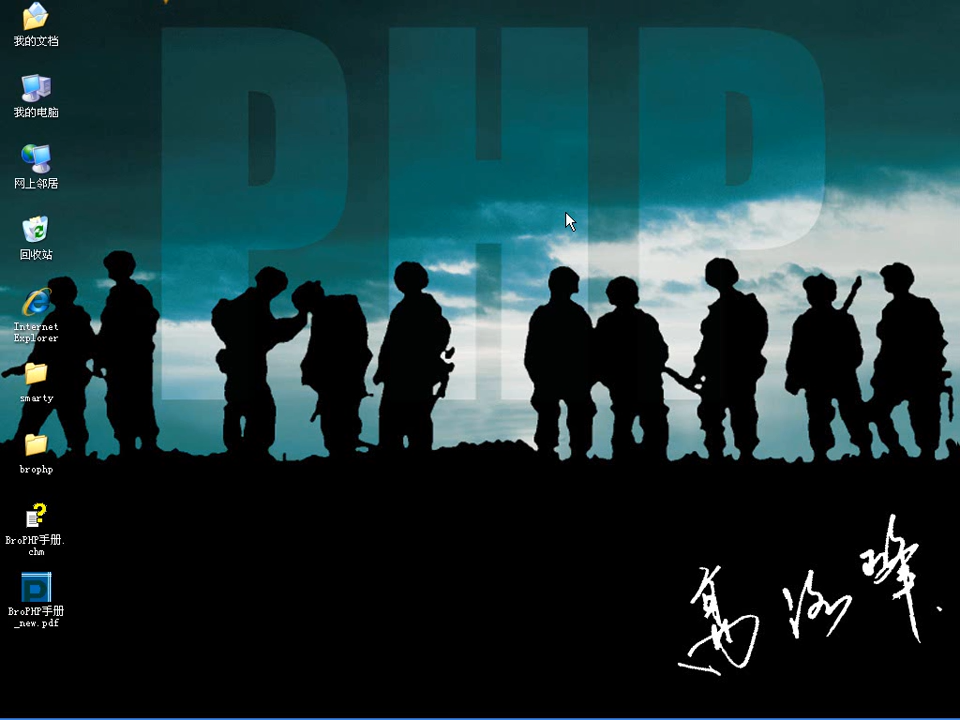 PHP
我的文档
我的电脑
网上邻居
回收站
Internet
Explorer
smarty
brophp
BroPHP手册.
chm
BroPHP手册
_new.pdf